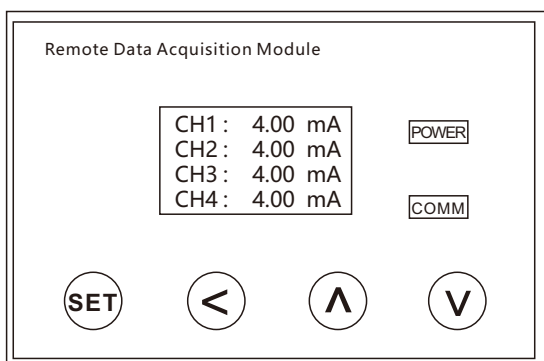 Remote Data Acquisition Module
CH1 : 4.00 mA
CH2 : 4.00 mA
CH3 : 4.00 mA
CH4 : 4.00 mA
POWER
COMM
SET < Λ V